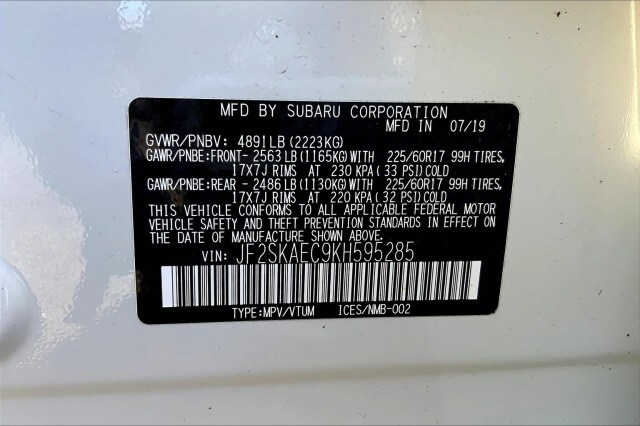 MFD BY SUBARU CORPORATION
MFD IN 07/19
GVWR/PNBV: 4891LB(2223KG)
GAWR/PNBE:FRONT- 2563LB(1165KG)WITH 225/60R17 99H TIRES,
17X7J RIMS AT 230 KPA( 33 PSI)COLD
GAWR/PNBE:REAR - 2486LB(1130KG)WITH 225/60R17 99H TIRES,
17X7J RIMS AT 220 KPA( 32 PSI)COLD
THIS VEHICLE CONFORMS TO ALL APPLICABLE FEDERAL MOTOR
VEHICLE SAFETY AND THEFT PREVENTION STANDARDS IN EFFECT ON
THE DATE OF MANUFACTURE SHOWN ABOVE.
VIN: JF2SKAEC9KH595285
TYPE:MPV/VTUM ICES/NMB-002